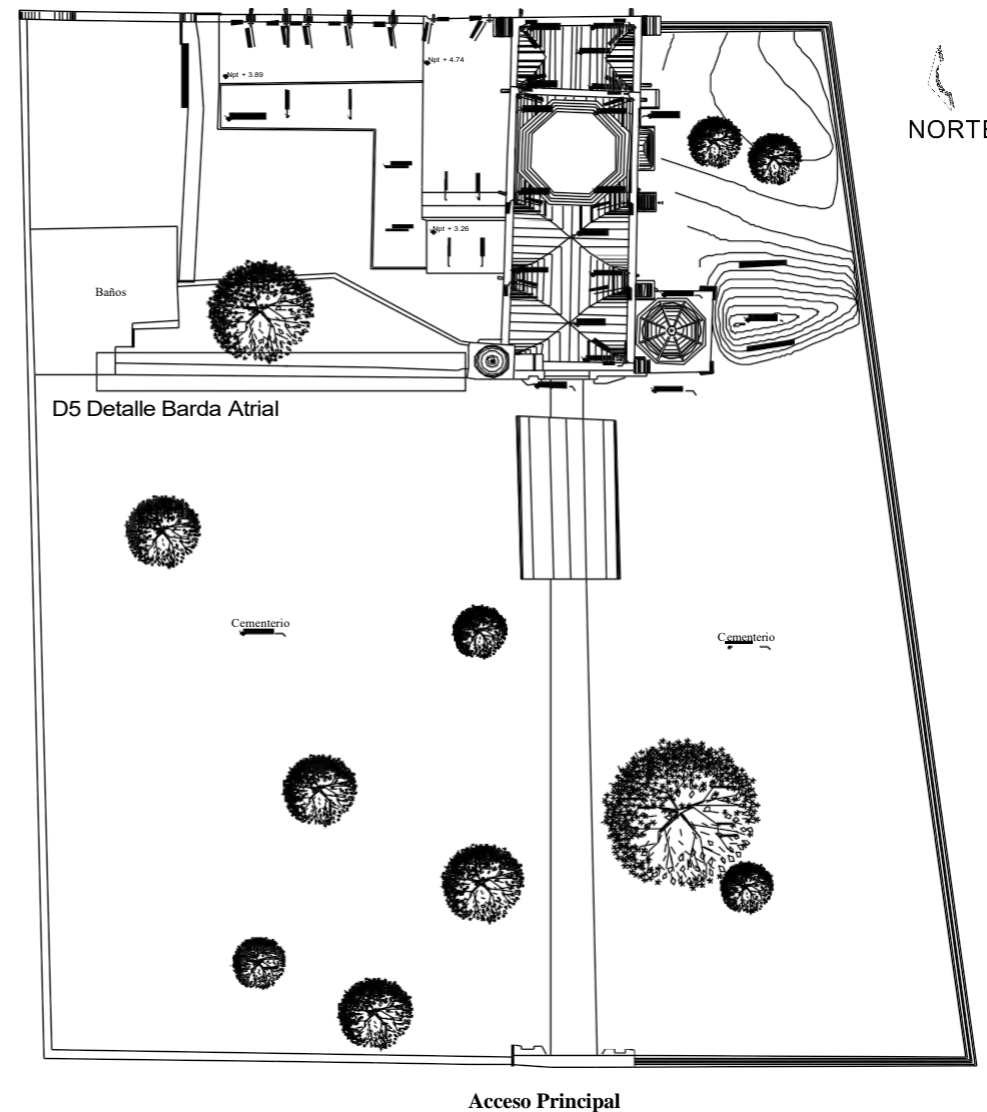 Npt + 4.74
Npt + 3.89
NORTE
Npt + 3.26
Baños
D5 Detalle Barda Atrial
Cementerio
Cementerio
Acceso Principal